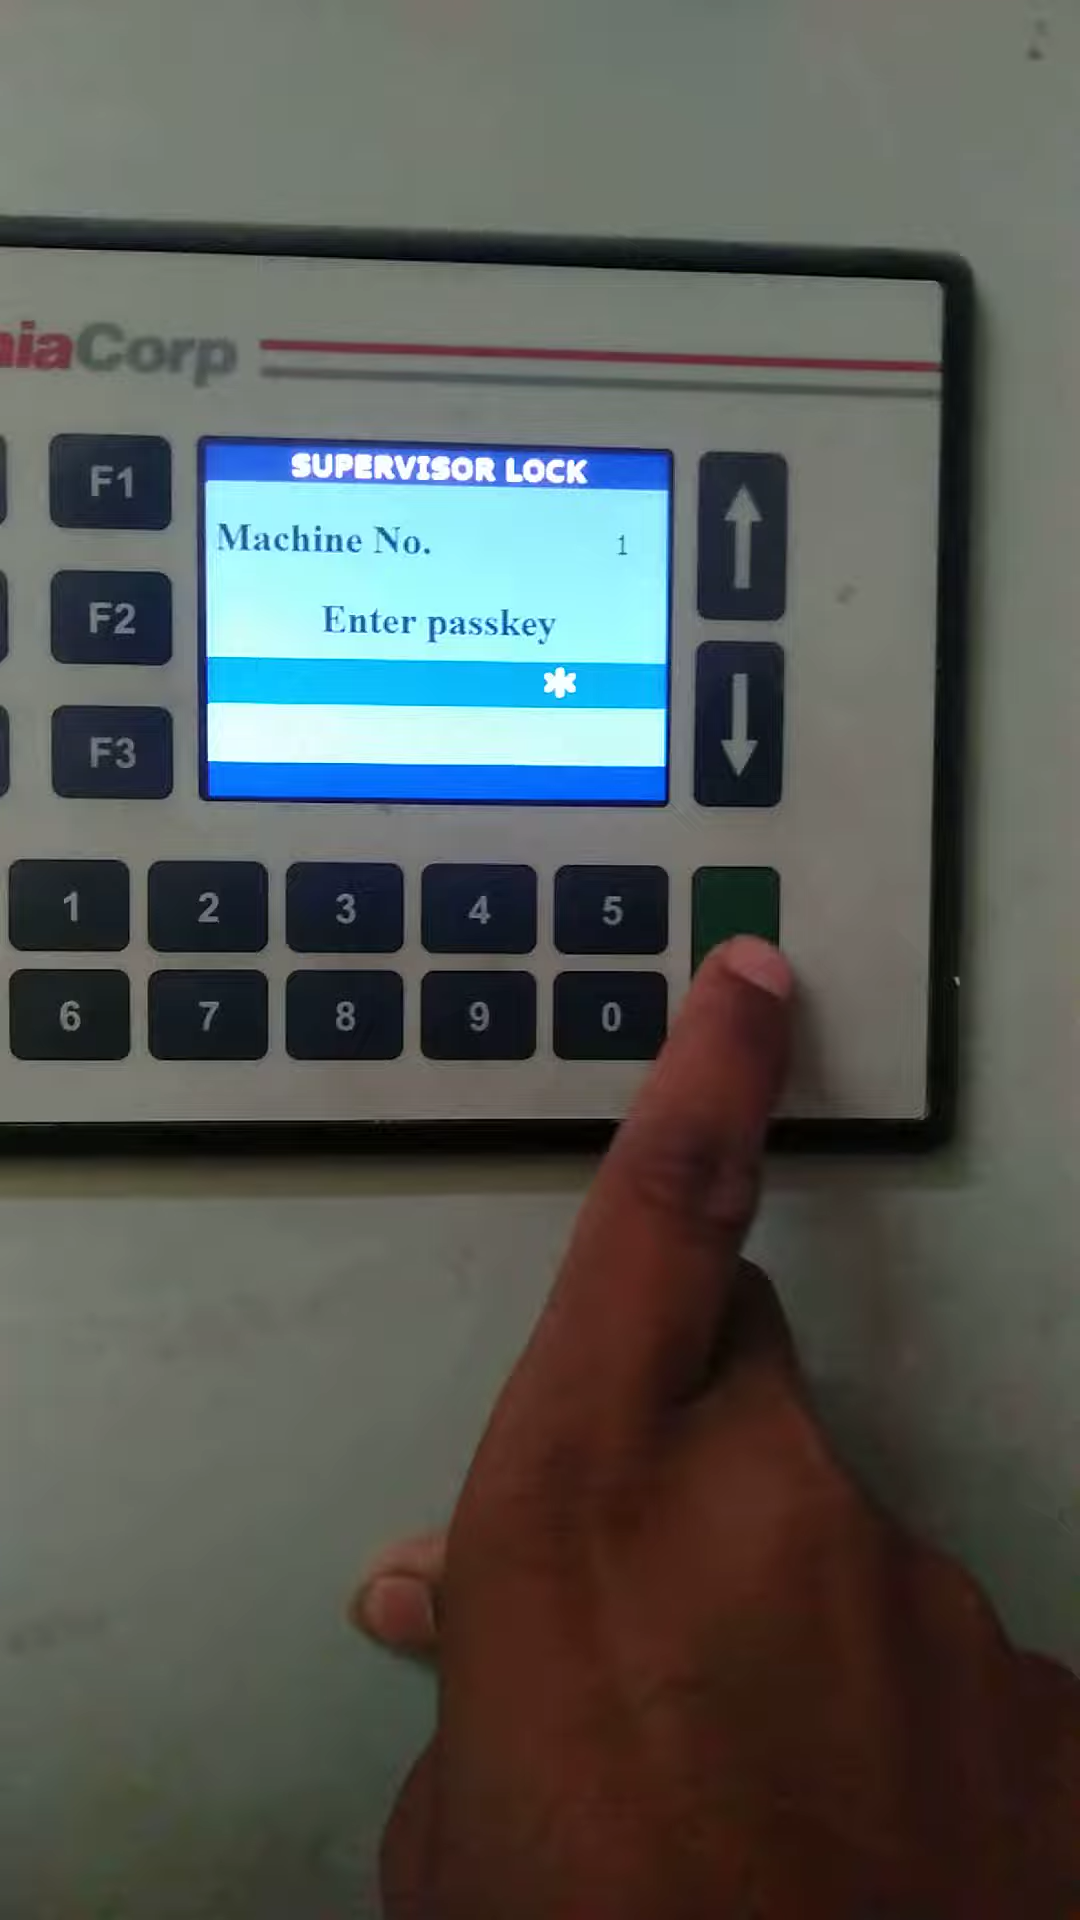 iaCorp
F1
SUPERVISOR LOCK
Machine No. 1
F2
Enter passkey
*
F3
1 2 3 4 5
6 7 8 9 0